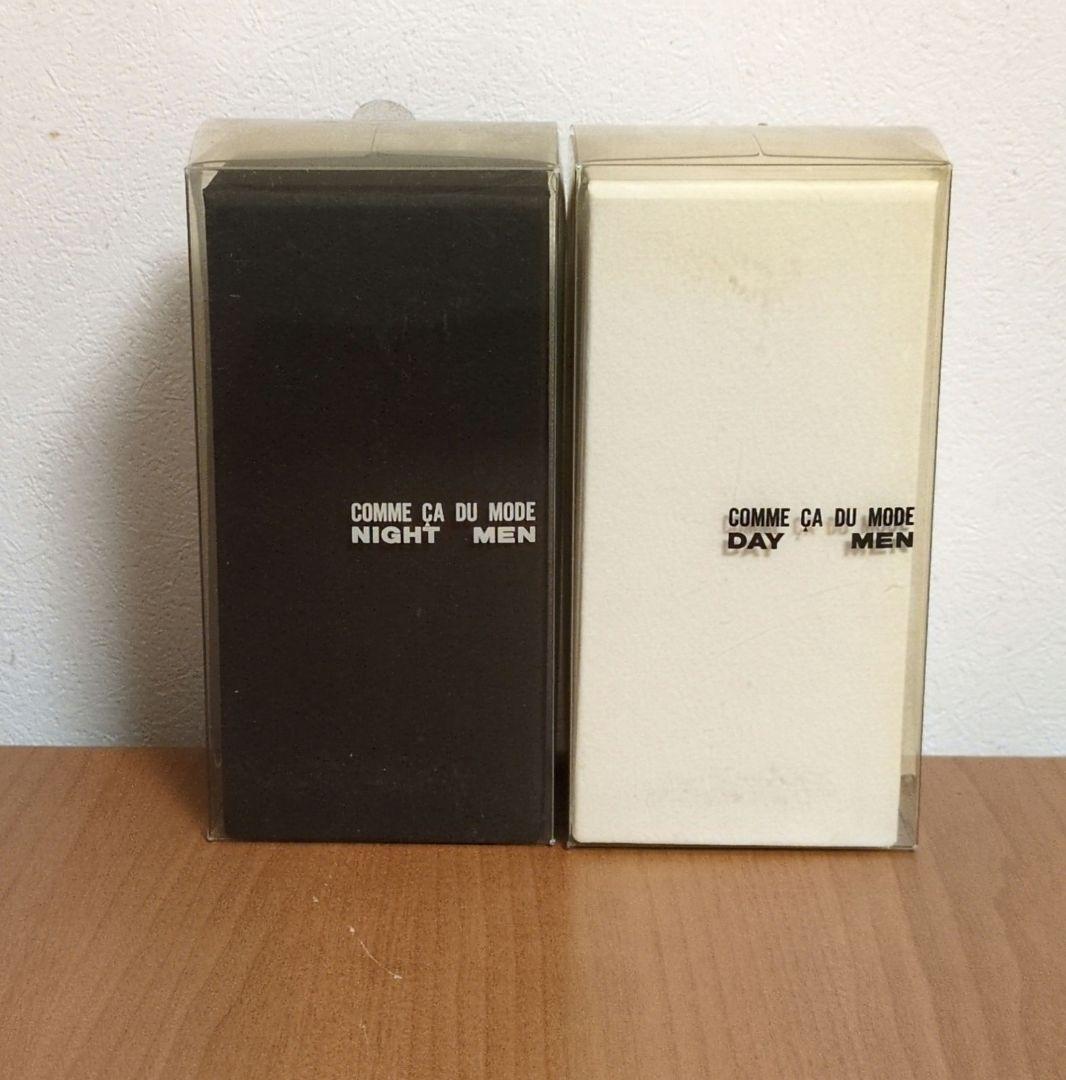 COMME ÇA DU MODE
NIGHT MEN
COMME ÇA DU MODE
DAY MEN